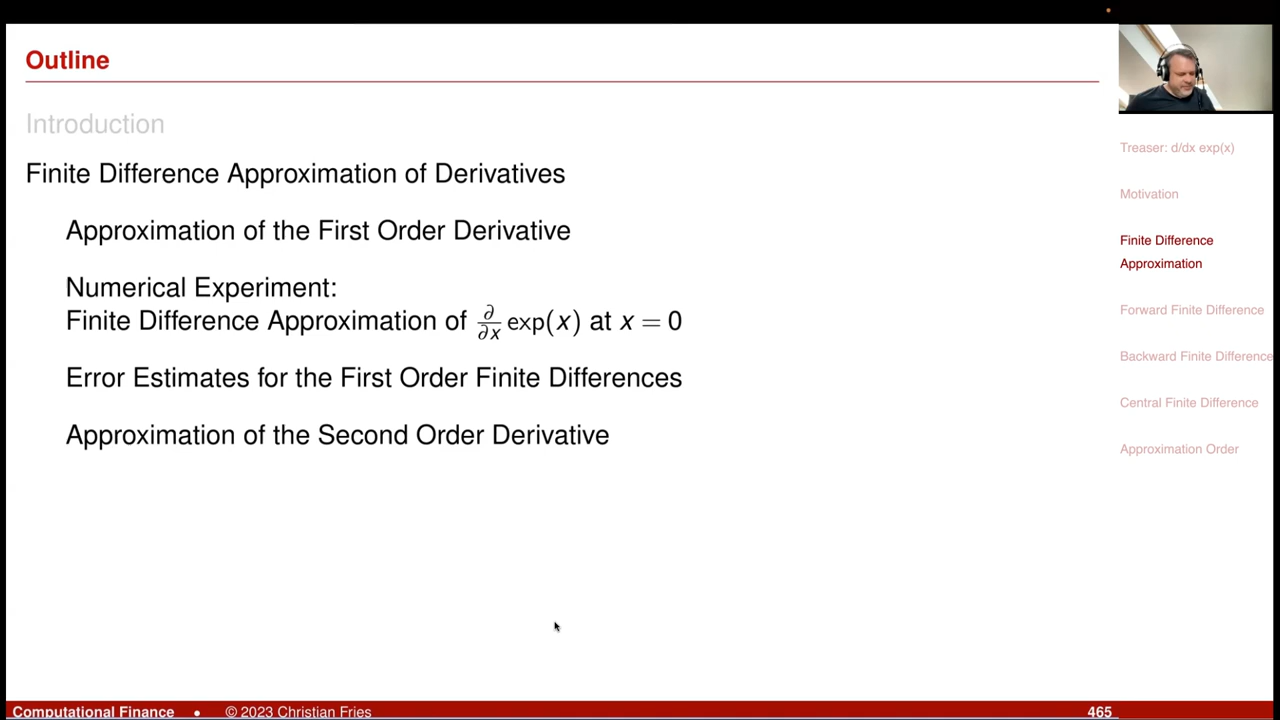 Outline
Introduction
Finite Difference Approximation of Derivatives
Approximation of the First Order Derivative
Numerical Experiment:
Finite Difference Approximation of ∂/∂x exp(x) at x = 0
Error Estimates for the First Order Finite Differences
Approximation of the Second Order Derivative
Treaser: d/dx exp(x)
Motivation
Finite Difference
Approximation
Forward Finite Difference
Backward Finite Difference
Central Finite Difference
Approximation Order
Computational Finance • © 2023 Christian Fries 465